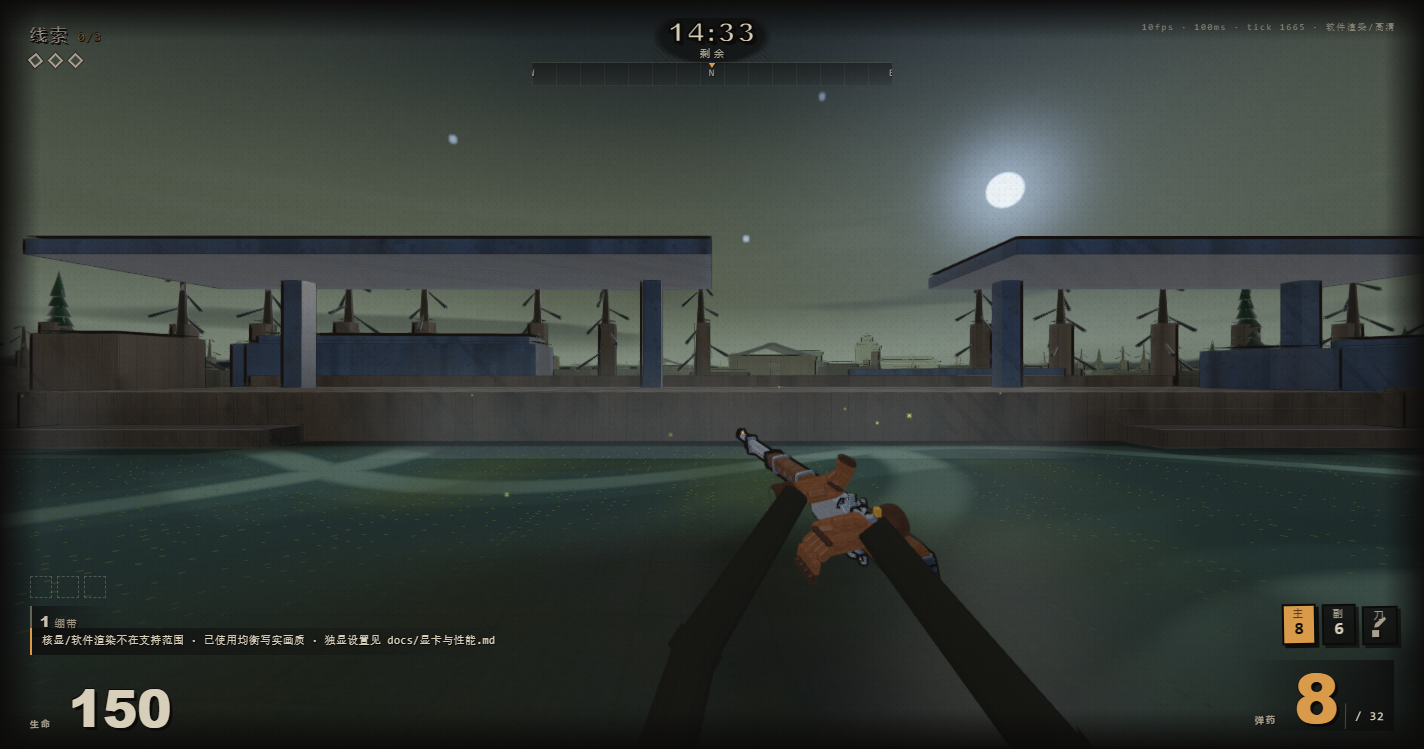 线索 0/3
14:33
剩余
N
10fps · 100ms · tick 1665 · 软件渲染/高清
1 绷带
核显/软件渲染不在支持范围 · 已使用均衡写实画质 · 独显设置见 docs/显卡与性能.md
生命 150
主 8
副 6
刀
弹药 8 / 32